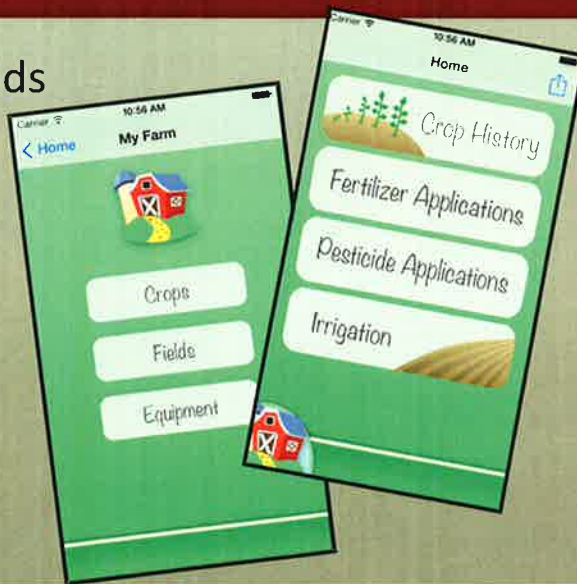 ds
Carrier 10:56 AM
Home
Crop History
Fertilizer Applications
Pesticide Applications
Irrigation
Carrier 10:56 AM
Home My Farm
Crops
Fields
Equipment